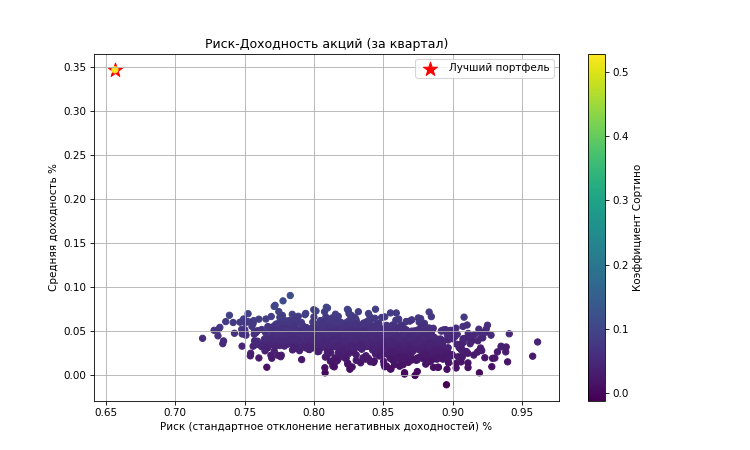 Риск-Доходность акций (за квартал)
Лучший портфель
Средняя доходность %
0.35
0.30
0.25
0.20
0.15
0.10
0.05
0.00
0.65 0.70 0.75 0.80 0.85 0.90 0.95
Риск (стандартное отклонение негативных доходностей) %
0.5
0.4
0.3
0.2
0.1
0.0
Коэффициент Сортино